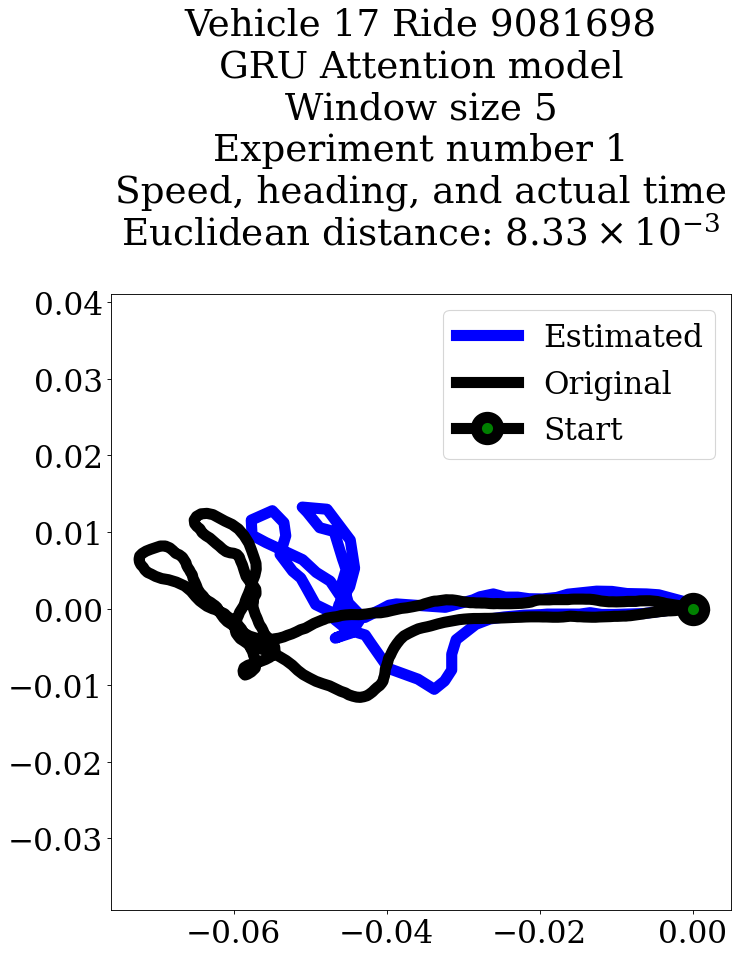 Vehicle 17 Ride 9081698
GRU Attention model
Window size 5
Experiment number 1
Speed, heading, and actual time
Euclidean distance: 8.33 × 10⁻³
Estimated
Original
Start
0.04
0.03
0.02
0.01
0.00
−0.01
−0.02
−0.03
−0.06
−0.04
−0.02
0.00